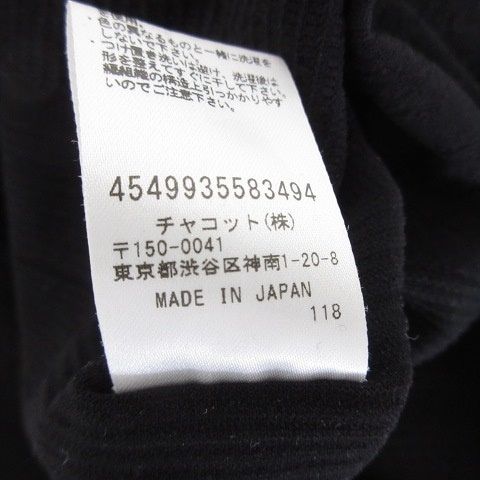 色の異なるものと一緒に洗濯を
しないで下さい。
つけ置き洗いは避け、洗濯後は
形を整えてすぐに干して下さい。
編組織の構造上引っかかりやす
いのでご注意下さい。
4549935583494
チャコット(株)
〒150-0041
東京都渋谷区神南1-20-8
MADE IN JAPAN
118